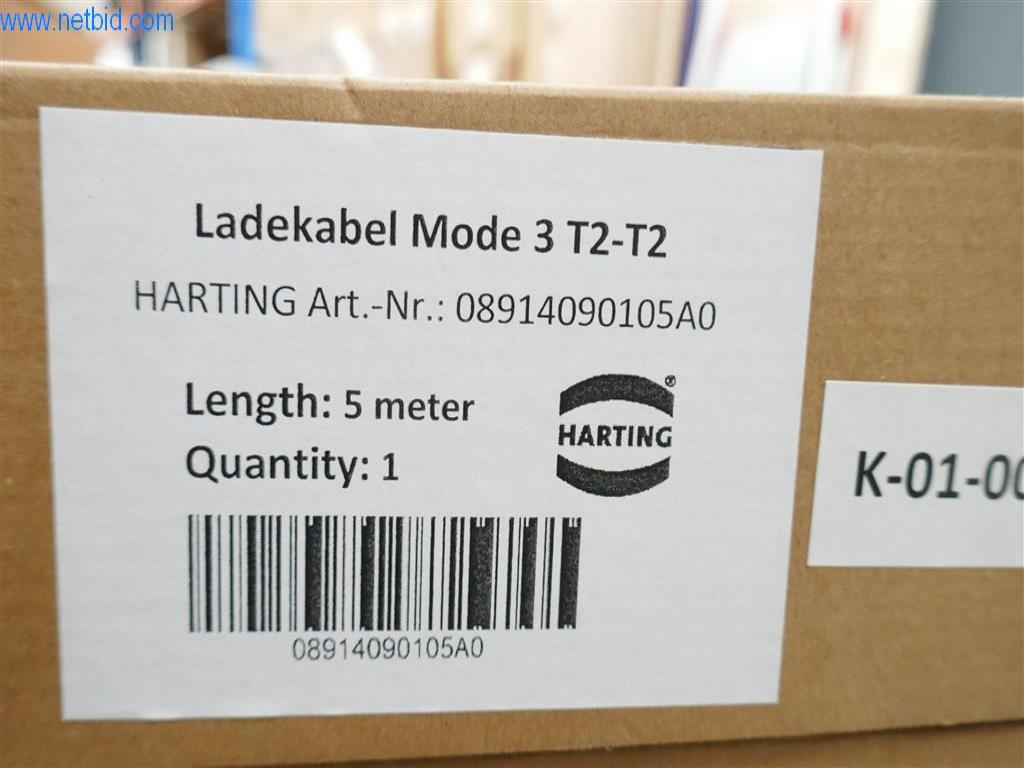 www.netbid.com
Ladekabel Mode 3 T2-T2
HARTING Art.-Nr.: 08914090105A0
Length: 5 meter
Quantity: 1
®
HARTING
08914090105A0
K-01-00